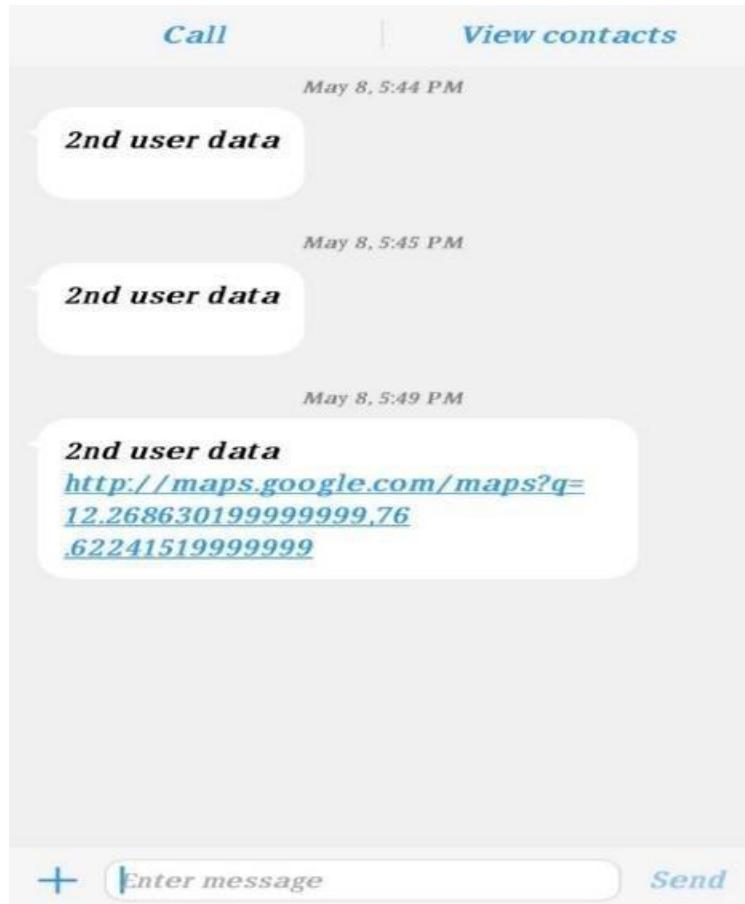 Call View contacts
May 8, 5:44 PM
2nd user data
May 8, 5:45 PM
2nd user data
May 8, 5:49 PM
2nd user data
http://maps.google.com/maps?q=
12.268630199999999,76
.62241519999999
Enter message Send